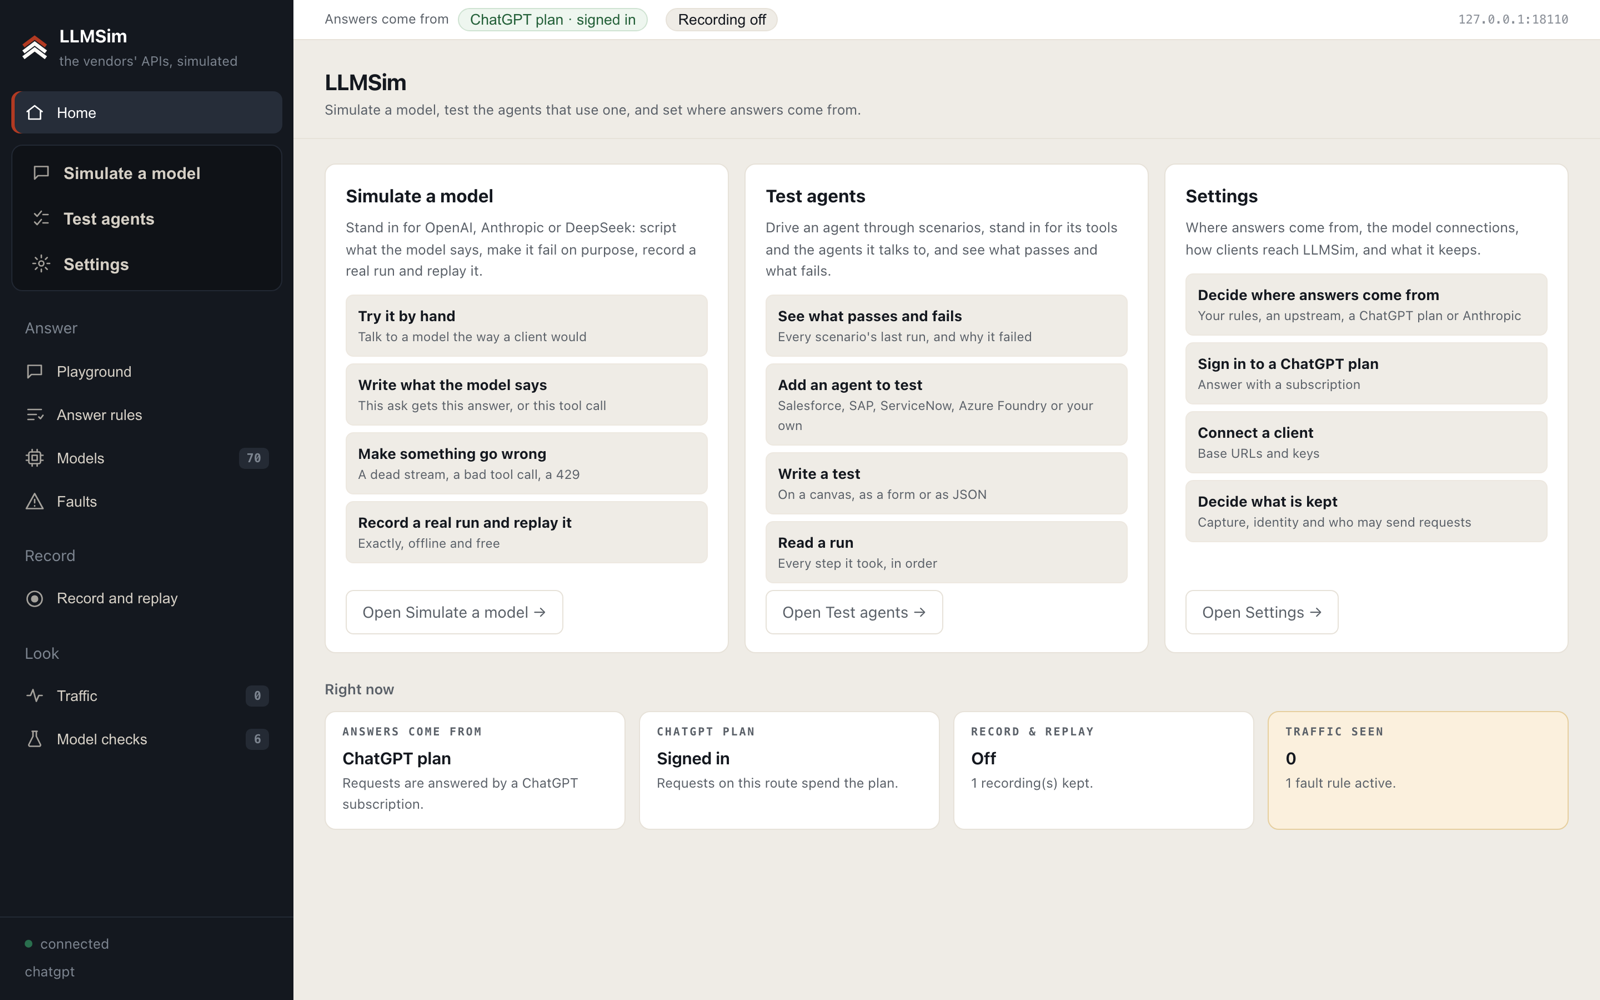 LLMSim
the vendors' APIs, simulated
Home
Simulate a model
Test agents
Settings
Answer
Playground
Answer rules
Models 70
Faults
Record
Record and replay
Look
Traffic 0
Model checks 6
connected
chatgpt
Answers come from ChatGPT plan · signed in Recording off 127.0.0.1:18110
LLMSim
Simulate a model, test the agents that use one, and set where answers come from.
Simulate a model
Stand in for OpenAI, Anthropic or DeepSeek: script
what the model says, make it fail on purpose, record a
real run and replay it.
Try it by hand
Talk to a model the way a client would
Write what the model says
This ask gets this answer, or this tool call
Make something go wrong
A dead stream, a bad tool call, a 429
Record a real run and replay it
Exactly, offline and free
Open Simulate a model →
Test agents
Drive an agent through scenarios, stand in for its tools
and the agents it talks to, and see what passes and
what fails.
See what passes and fails
Every scenario's last run, and why it failed
Add an agent to test
Salesforce, SAP, ServiceNow, Azure Foundry or your
own
Write a test
On a canvas, as a form or as JSON
Read a run
Every step it took, in order
Open Test agents →
Settings
Where answers come from, the model connections,
how clients reach LLMSim, and what it keeps.
Decide where answers come from
Your rules, an upstream, a ChatGPT plan or Anthropic
Sign in to a ChatGPT plan
Answer with a subscription
Connect a client
Base URLs and keys
Decide what is kept
Capture, identity and who may send requests
Open Settings →
Right now
ANSWERS COME FROM
ChatGPT plan
Requests are answered by a ChatGPT
subscription.
CHATGPT PLAN
Signed in
Requests on this route spend the plan.
RECORD & REPLAY
Off
1 recording(s) kept.
TRAFFIC SEEN
0
1 fault rule active.